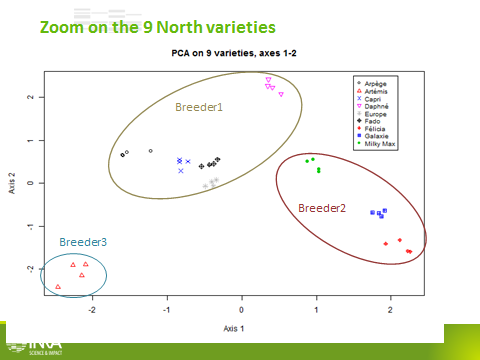 Zoom on the 9 North varieties
PCA on 9 varieties, axes 1-2
Arpège
Artémis
Capri
Daphné
Europe
Fado
Félicia
Galaxie
Milky Max
Breeder1
Breeder2
Breeder3
Axis 2
2
1
0
-1
-2
-2
-1
0
1
2
Axis 1
INRA
SCIENCE & IMPACT